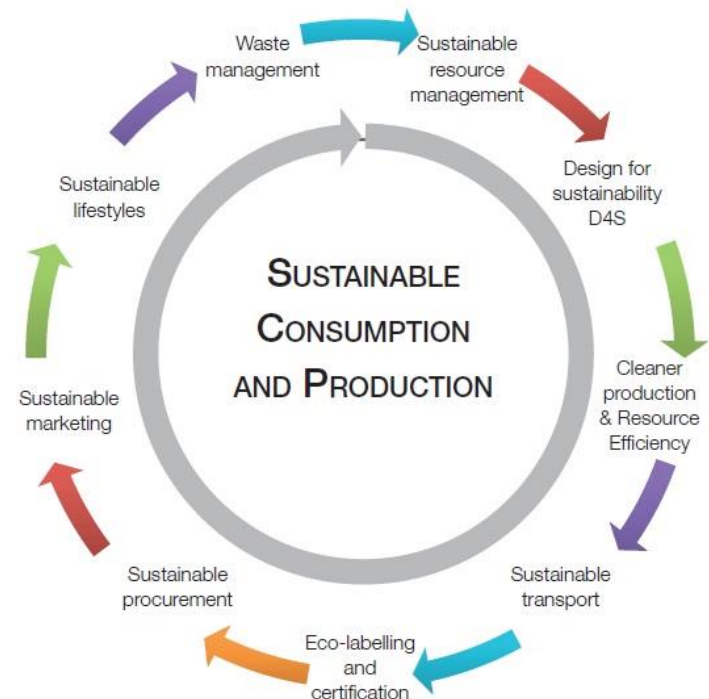 Waste
management
Sustainable
resource
management
Design for
sustainability
D4S
Cleaner
production
& Resource
Efficiency
Sustainable
transport
Eco-labelling
and
certification
Sustainable
procurement
Sustainable
marketing
Sustainable
lifestyles
SUSTAINABLE
CONSUMPTION
AND PRODUCTION